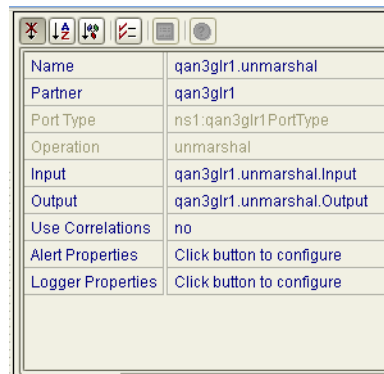 Name qan3glr1.unmarshal
Partner qan3glr1
Port Type ns1:qan3glr1PortType
Operation unmarshal
Input qan3glr1.unmarshal.Input
Output qan3glr1.unmarshal.Output
Use Correlations no
Alert Properties Click button to configure
Logger Properties Click button to configure